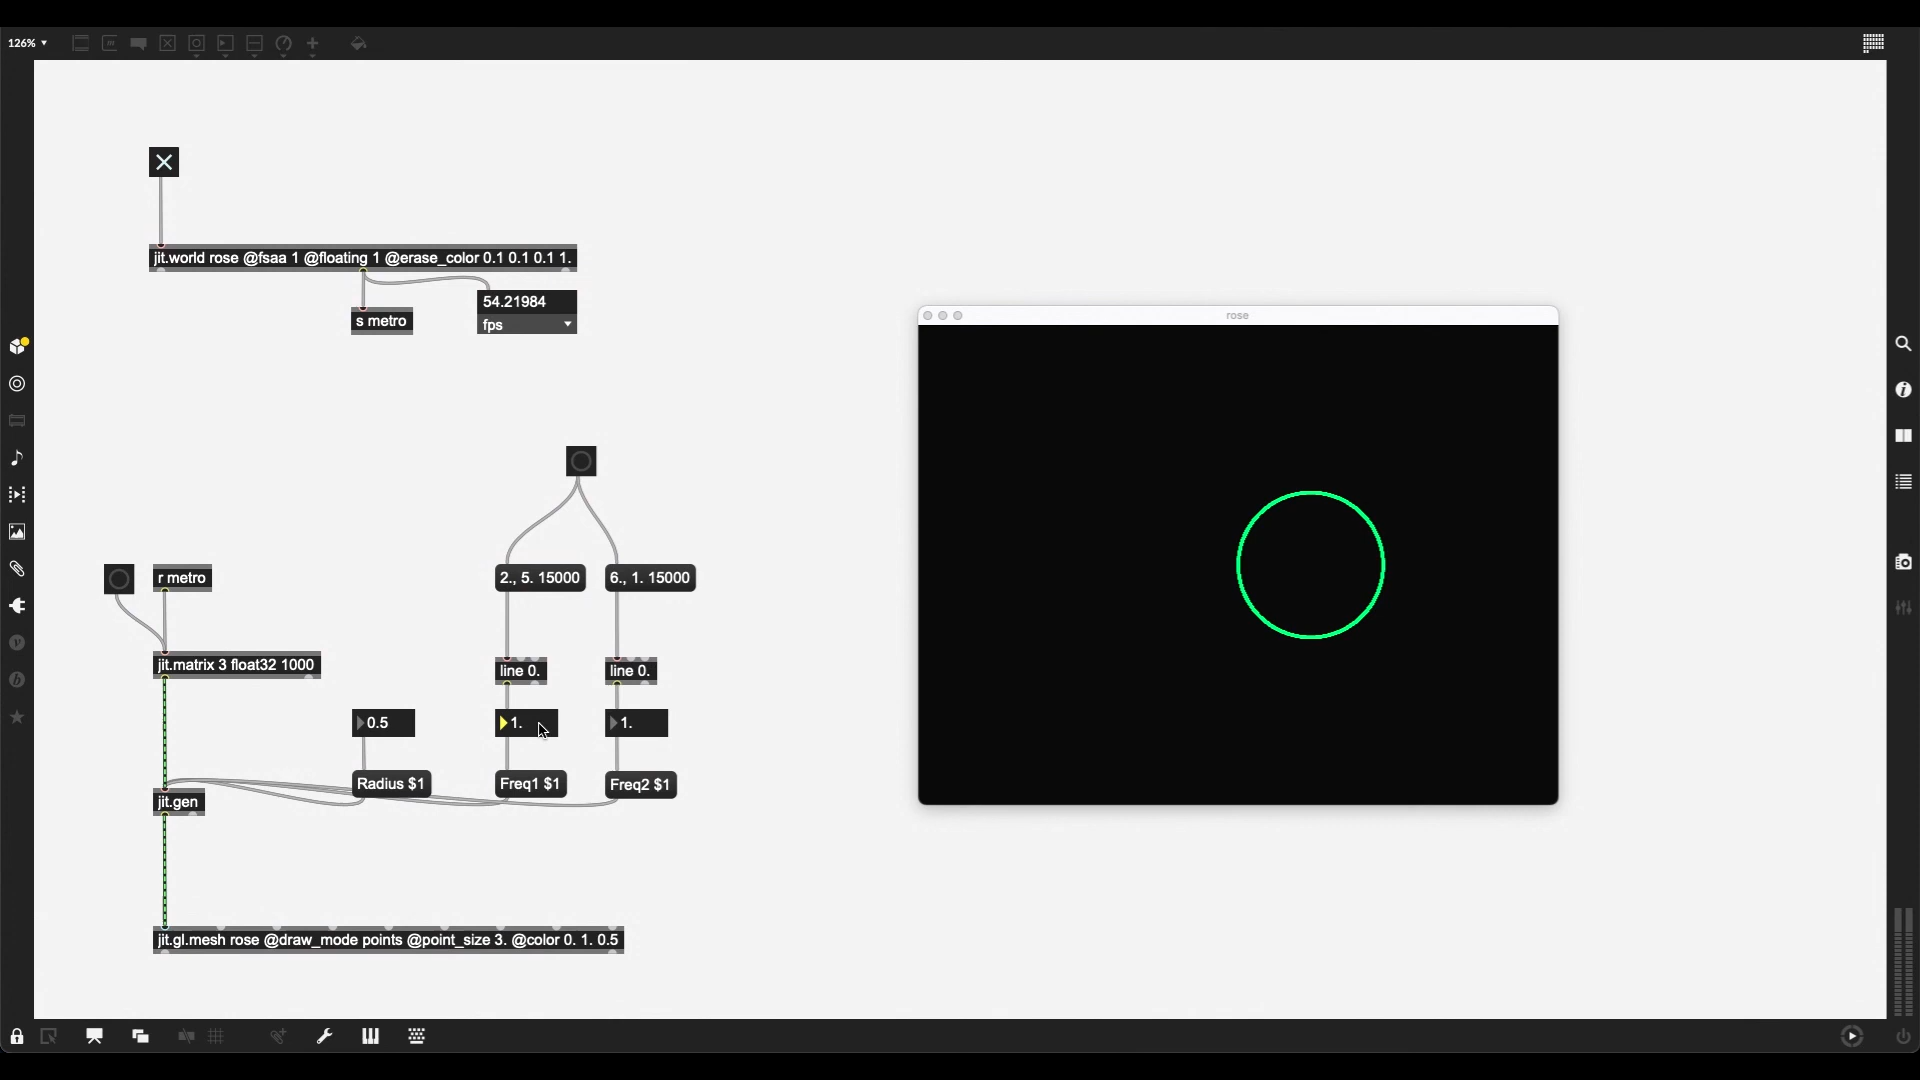 126%
jit.world rose @fsaa 1 @floating 1 @erase_color 0.1 0.1 0.1 1.
s metro
54.21984
fps
rose
r metro
2., 5. 15000
6., 1. 15000
jit.matrix 3 float32 1000
line 0.
line 0.
0.5
1.
1.
Radius $1
Freq1 $1
Freq2 $1
jit.gen
jit.gl.mesh rose @draw_mode points @point_size 3. @color 0. 1. 0.5